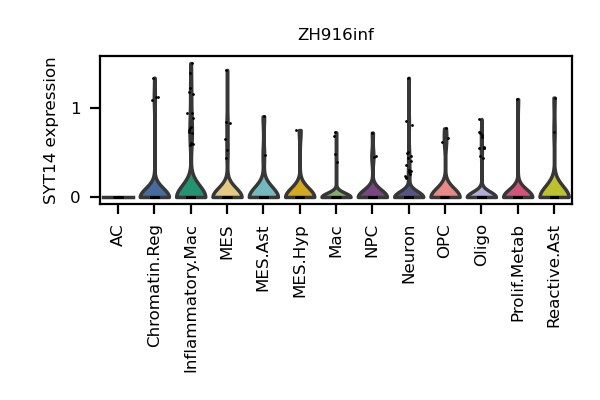 ZH916inf
SYT14 expression
1
0
AC
Chromatin.Reg
Inflammatory.Mac
MES
MES.Ast
MES.Hyp
Mac
NPC
Neuron
OPC
Oligo
Prolif.Metab
Reactive.Ast